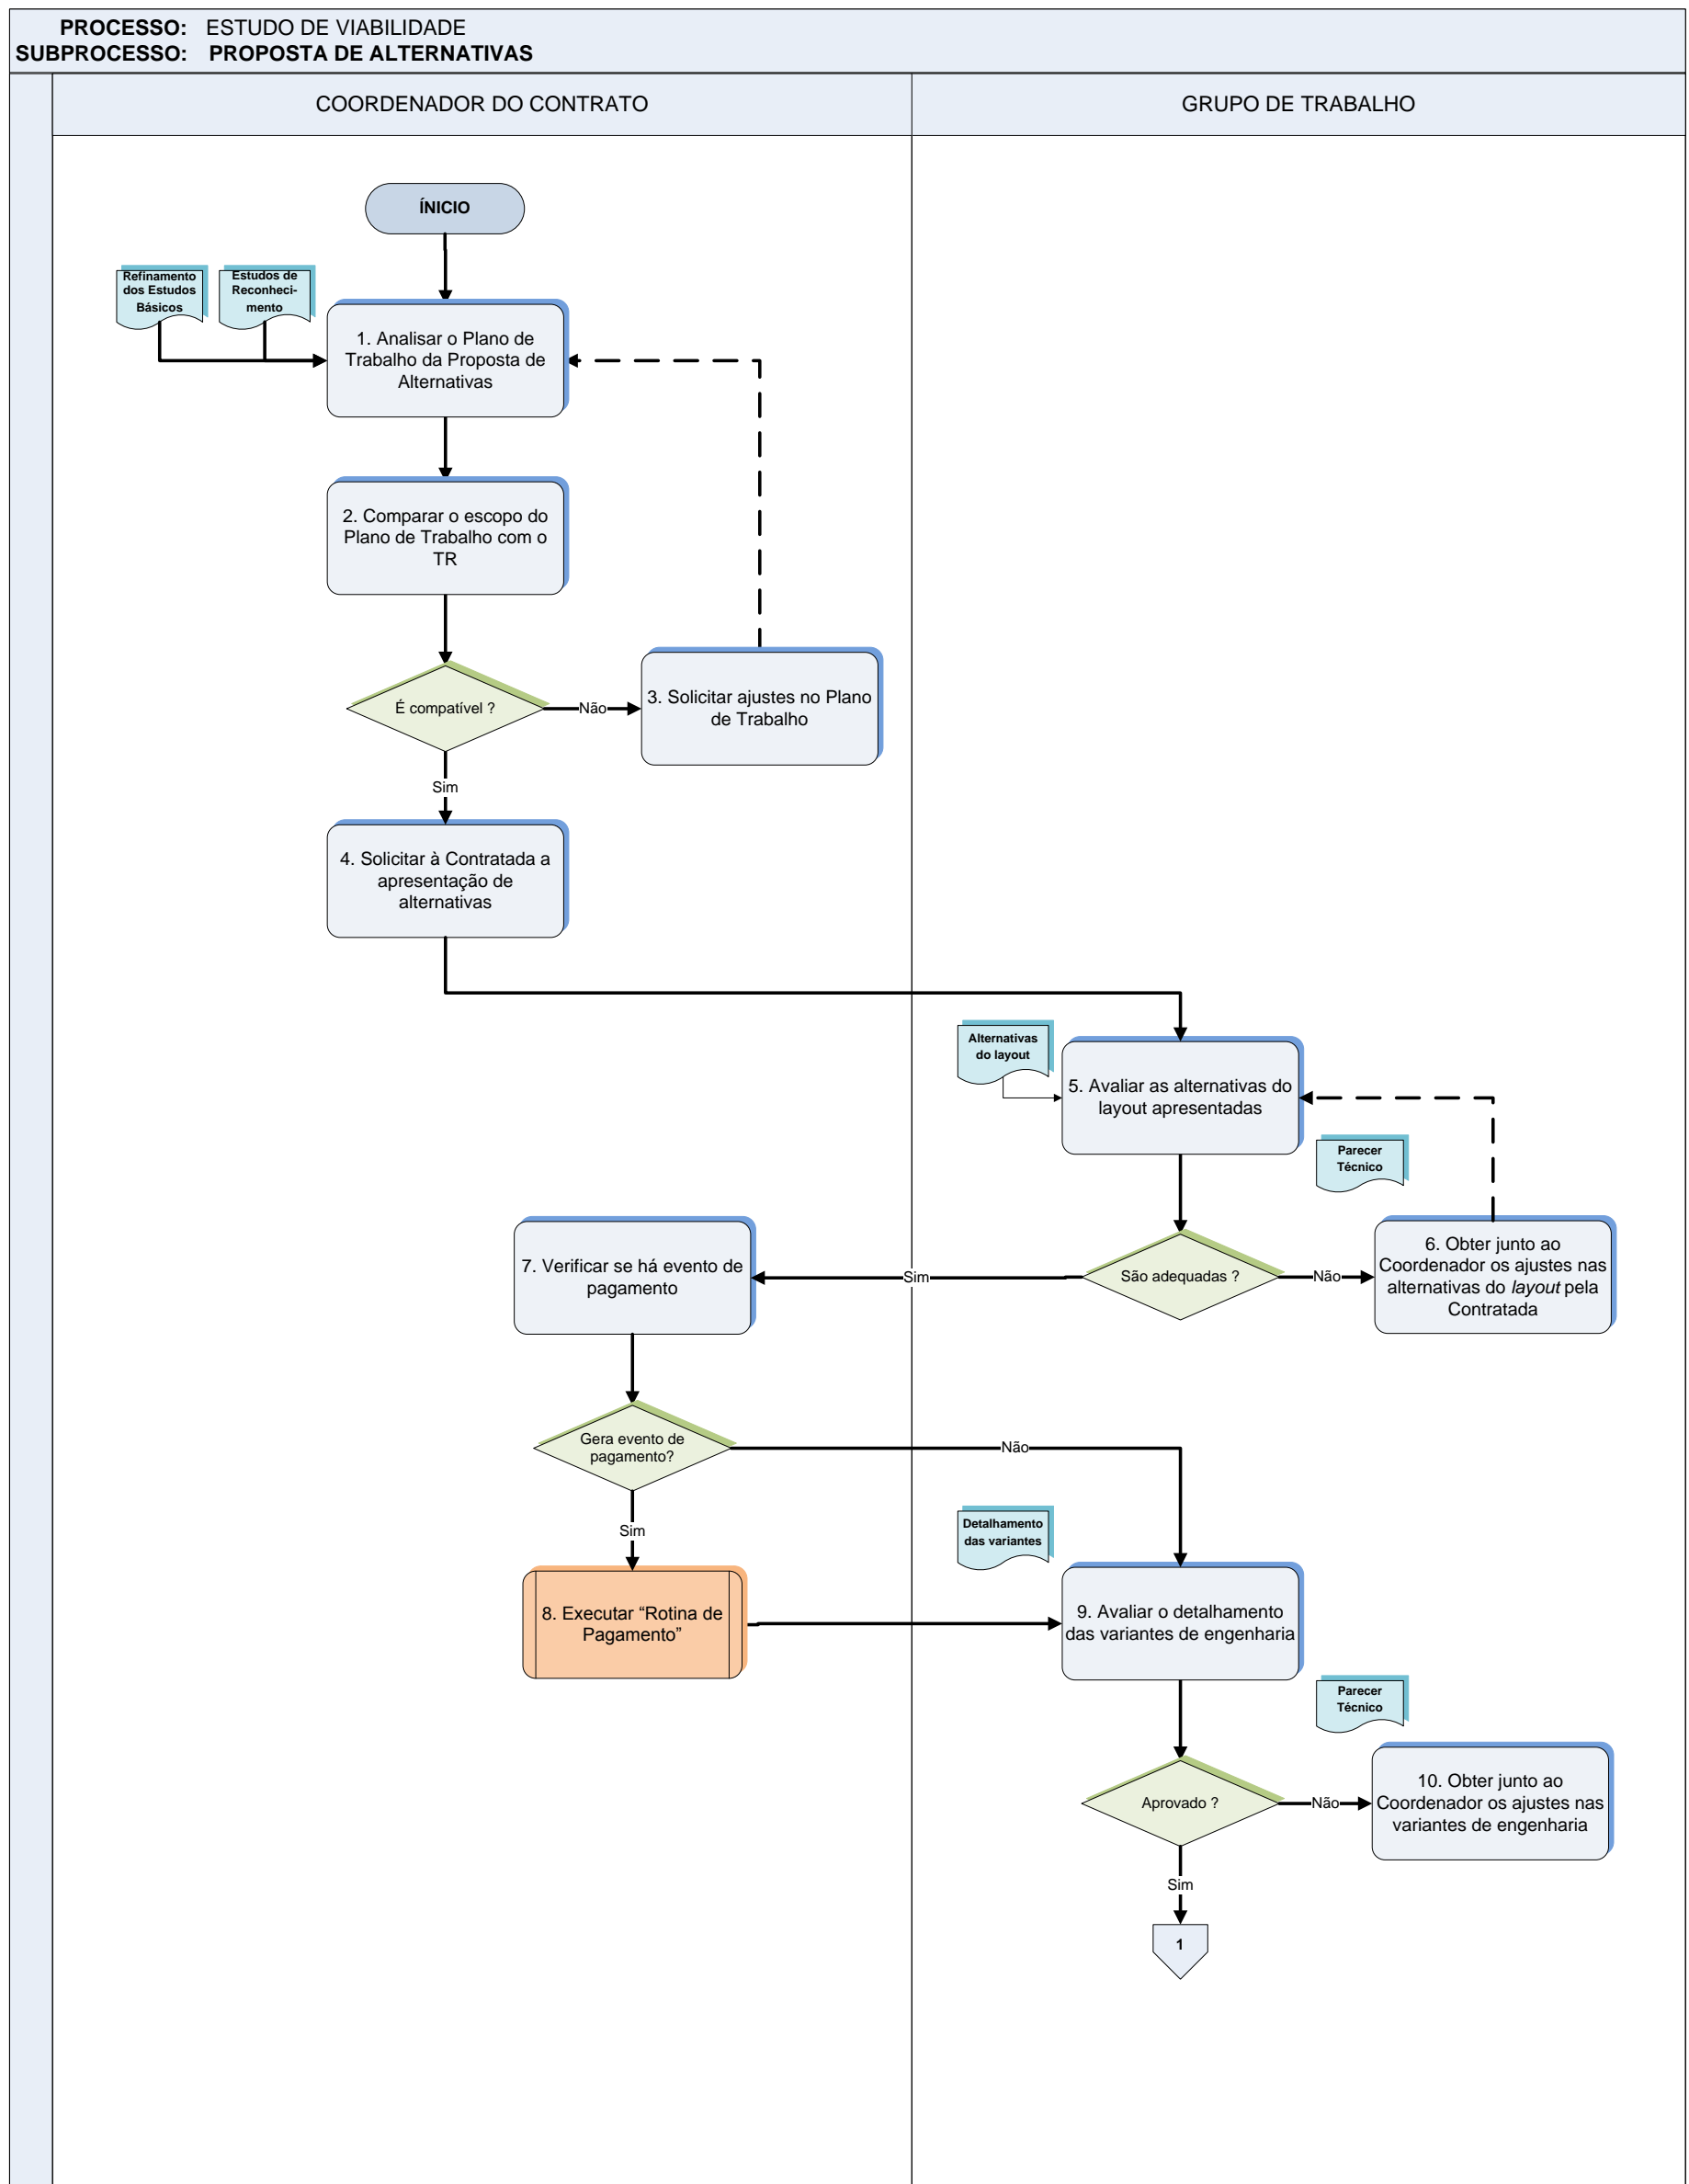 PROCESSO: ESTUDO DE VIABILIDADE
SUBPROCESSO: PROPOSTA DE ALTERNATIVAS
COORDENADOR DO CONTRATO
GRUPO DE TRABALHO
ÍNICIO
Refinamento
dos Estudos
Básicos
Estudos de
Reconheci-
mento
1. Analisar o Plano de
Trabalho da Proposta de
Alternativas
2. Comparar o escopo do
Plano de Trabalho com o
TR
É compatível ?
Não
3. Solicitar ajustes no Plano
de Trabalho
Sim
4. Solicitar à Contratada a
apresentação de
alternativas
Alternativas
do layout
5. Avaliar as alternativas do
layout apresentadas
Parecer
Técnico
São adequadas ?
Não
6. Obter junto ao
Coordenador os ajustes nas
alternativas do layout pela
Contratada
Sim
7. Verificar se há evento de
pagamento
Gera evento de
pagamento?
Não
Sim
8. Executar “Rotina de
Pagamento”
Detalhamento
das variantes
9. Avaliar o detalhamento
das variantes de engenharia
Parecer
Técnico
Aprovado ?
Não
10. Obter junto ao
Coordenador os ajustes nas
variantes de engenharia
Sim
1